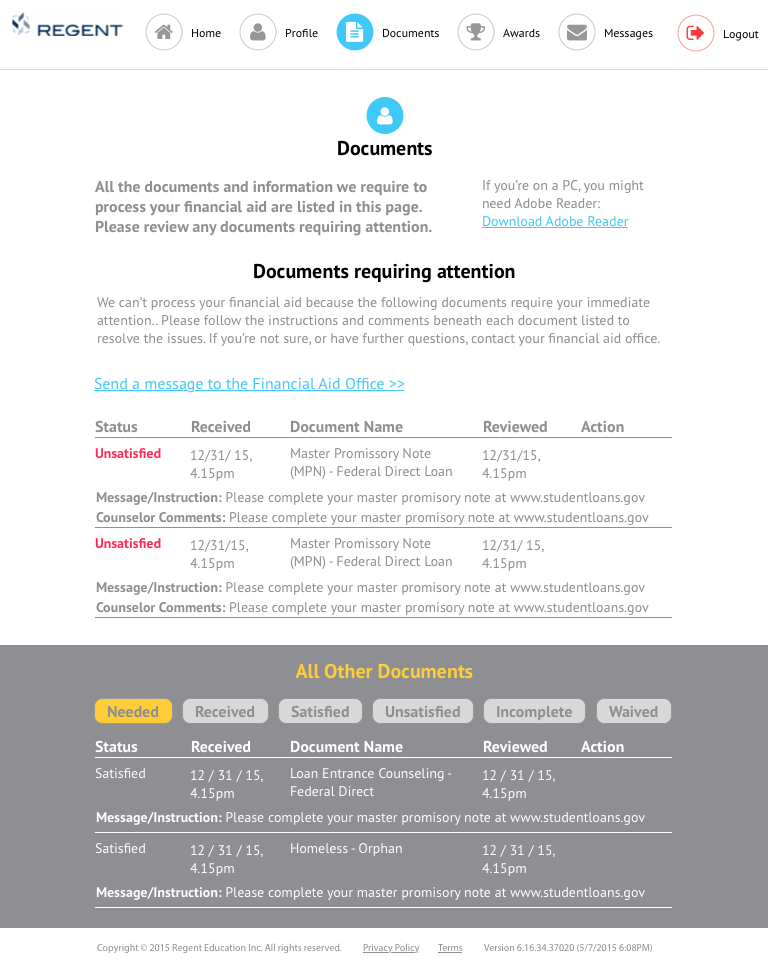 REGENT Home Profile Documents Awards Messages Logout
Documents
All the documents and information we require to
process your financial aid are listed in this page.
Please review any documents requiring attention.
If you're on a PC, you might
need Adobe Reader:
Download Adobe Reader
Documents requiring attention
We can't process your financial aid because the following documents require your immediate
attention.. Please follow the instructions and comments beneath each document listed to
resolve the issues. If you're not sure, or have further questions, contact your financial aid office.
Send a message to the Financial Aid Office >>
Status Received Document Name Reviewed Action
Unsatisfied 12/31/ 15, Master Promissory Note 12/31/15,
4.15pm (MPN) - Federal Direct Loan 4.15pm
Message/Instruction: Please complete your master promisory note at www.studentloans.gov
Counselor Comments: Please complete your master promisory note at www.studentloans.gov
Unsatisfied 12/31/15, Master Promissory Note 12/31/ 15,
4.15pm (MPN) - Federal Direct Loan 4.15pm
Message/Instruction: Please complete your master promisory note at www.studentloans.gov
Counselor Comments: Please complete your master promisory note at www.studentloans.gov
All Other Documents
Needed Received Satisfied Unsatisfied Incomplete Waived
Status Received Document Name Reviewed Action
Satisfied 12 / 31 / 15, Loan Entrance Counseling - 12 / 31 / 15,
4.15pm Federal Direct 4.15pm
Message/Instruction: Please complete your master promisory note at www.studentloans.gov
Satisfied 12 / 31 / 15, Homeless - Orphan 12 / 31 / 15,
4.15pm 4.15pm
Message/Instruction: Please complete your master promisory note at www.studentloans.gov
Copyright © 2015 Regent Education Inc. All rights reserved. Privacy Policy Terms Version 6.16.34.37020 (5/7/2015 6:08PM)